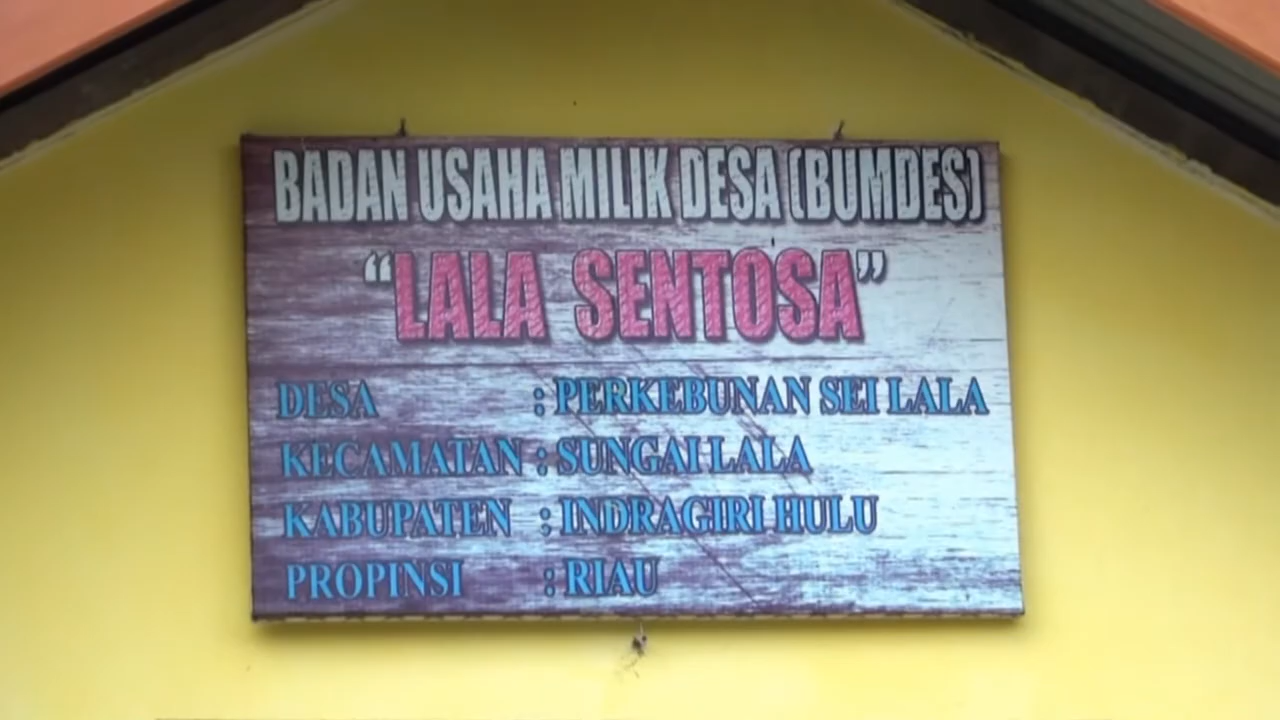 BADAN USAHA MILIK DESA (BUMDES)
“LALA SENTOSA”
DESA : PERKEBUNAN SEI LALA
KECAMATAN : SUNGAI LALA
KABUPATEN : INDRAGIRI HULU
PROPINSI : RIAU